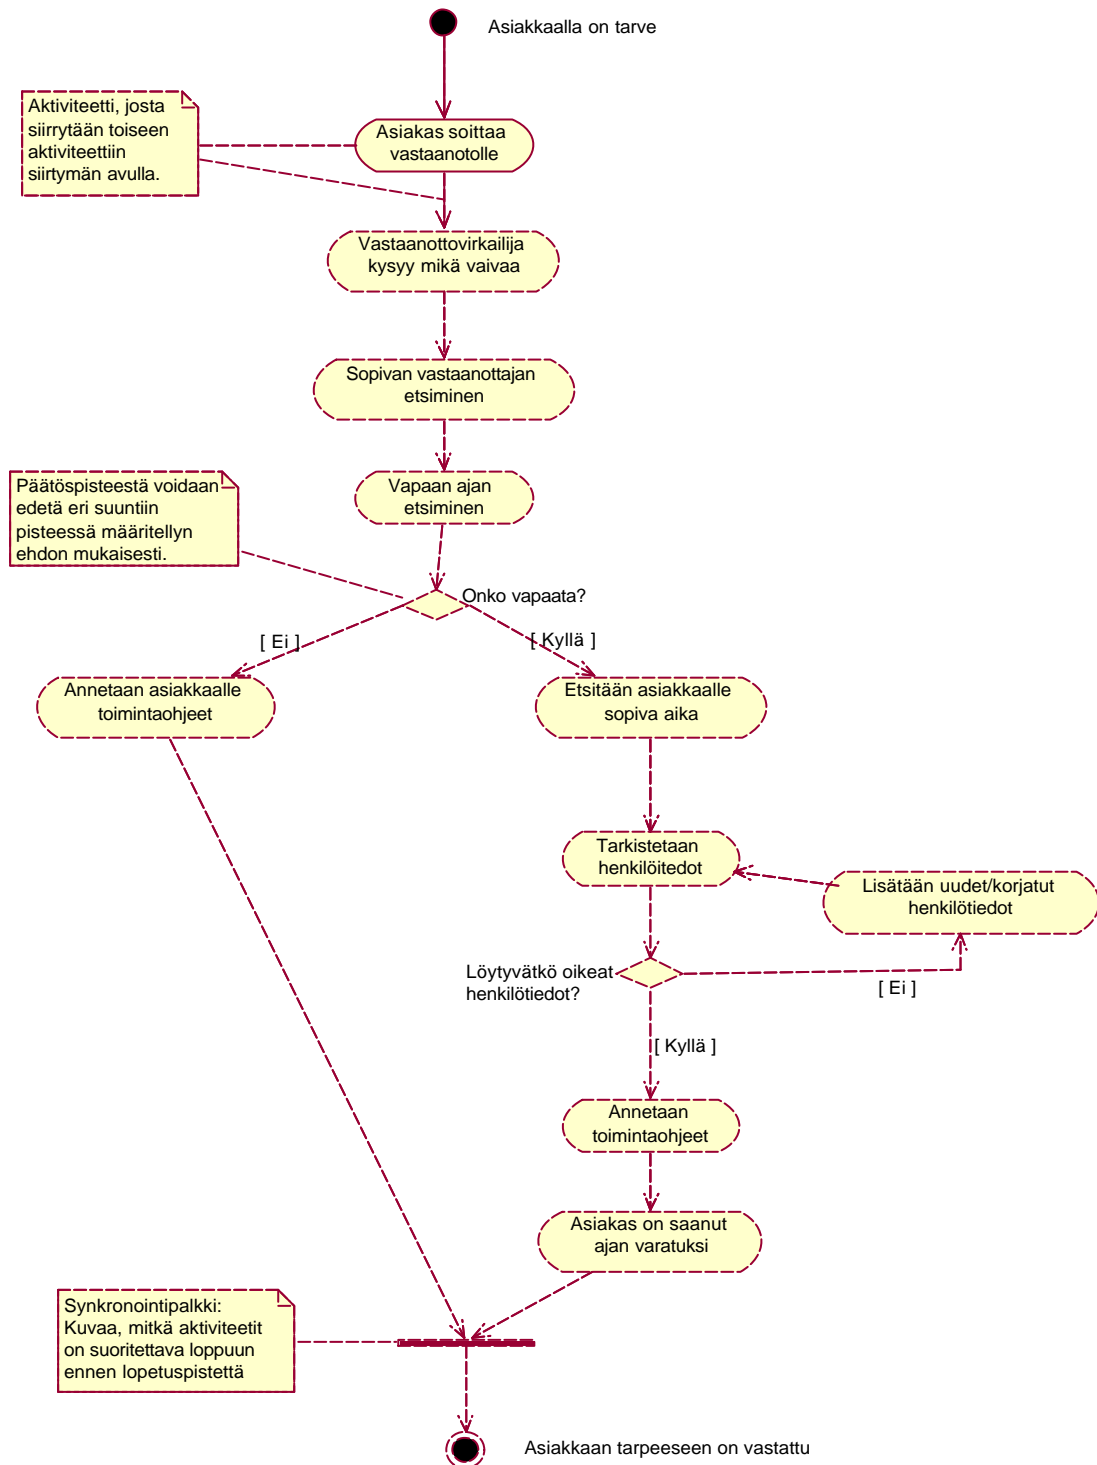 Asiakkaalla on tarve
Aktiviteetti, josta
siirrytään toiseen
aktiviteettiin
siirtymän avulla.
Asiakas soittaa
vastaanotolle
Vastaanottovirkailija
kysyy mikä vaivaa
Sopivan vastaanottajan
etsiminen
Päätöspisteestä voidaan
edetä eri suuntiin
pisteessä määritellyn
ehdon mukaisesti.
Vapaan ajan
etsiminen
Onko vapaata?
[ Ei ]
[ Kyllä ]
Annetaan asiakkaalle
toimintaohjeet
Etsitään asiakkaalle
sopiva aika
Tarkistetaan
henkilöitedot
Lisätään uudet/korjatut
henkilötiedot
Löytyvätkö oikeat
henkilötiedot?
[ Ei ]
[ Kyllä ]
Annetaan
toimintaohjeet
Asiakas on saanut
ajan varatuksi
Synkronointipalkki:
Kuvaa, mitkä aktiviteetit
on suoritettava loppuun
ennen lopetuspistettä
Asiakkaan tarpeeseen on vastattu